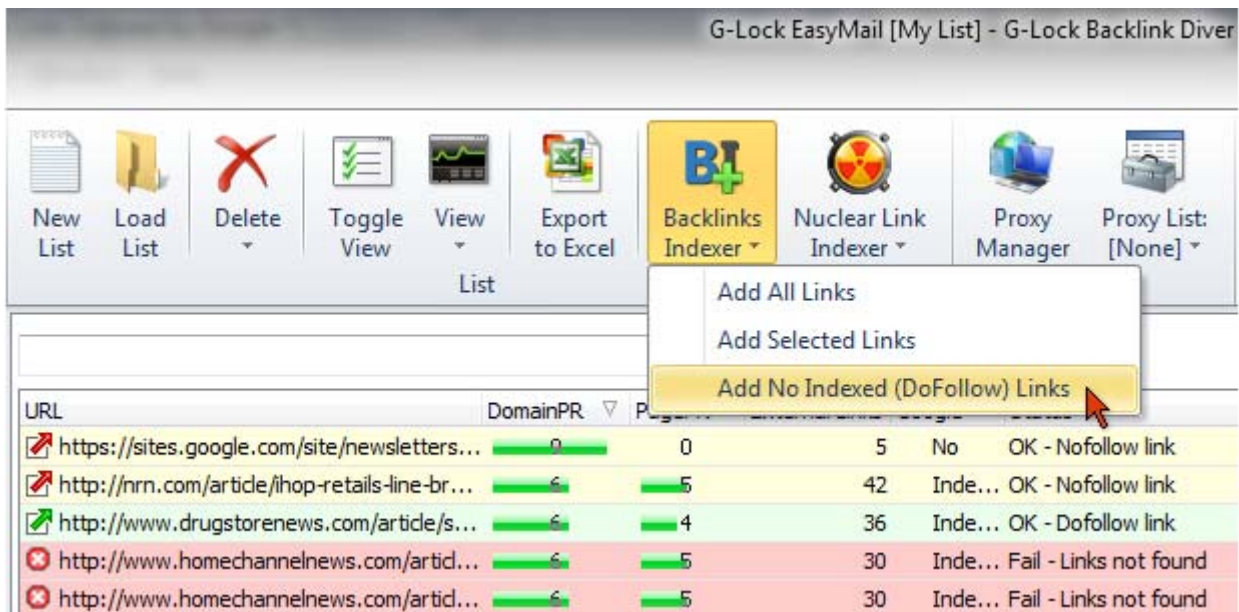 G-Lock EasyMail [My List] - G-Lock Backlink Diver
New List
Load List
Delete
Toggle View
View
Export to Excel
Backlinks Indexer
Nuclear Link Indexer
Proxy Manager
Proxy List: [None]
List
Add All Links
Add Selected Links
Add No Indexed (DoFollow) Links
URL DomainPR
https://sites.google.com/site/newsletters... 9 0 5 No OK - Nofollow link
http://nrn.com/article/ihop-retails-line-br... 6 5 42 Inde... OK - Nofollow link
http://www.drugstorenews.com/article/s... 6 4 36 Inde... OK - Dofollow link
http://www.homechannelnews.com/articl... 6 5 30 Inde... Fail - Links not found
http://www.homechannelnews.com/articl... 6 5 30 Inde... Fail - Links not found